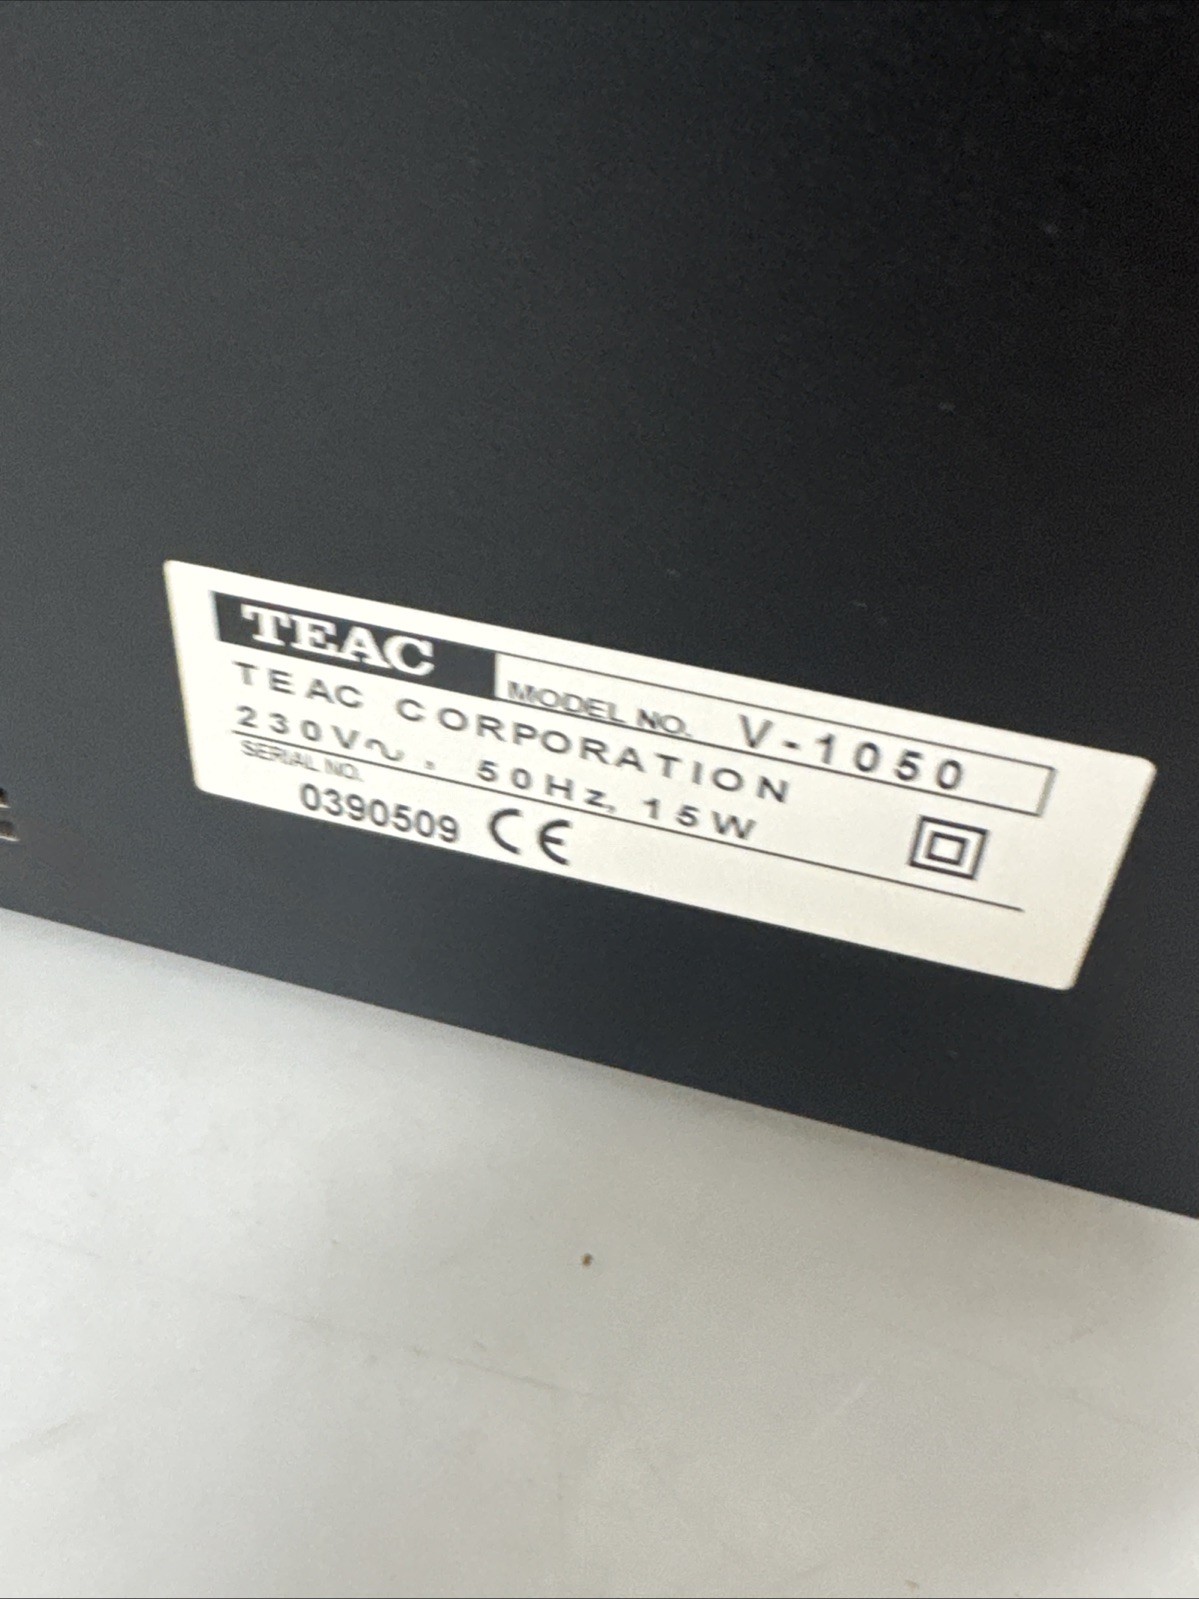 TEAC
MODEL NO. V-1050
TEAC CORPORATION
230V~, 50Hz, 15W
SERIAL NO.
0390509 CE